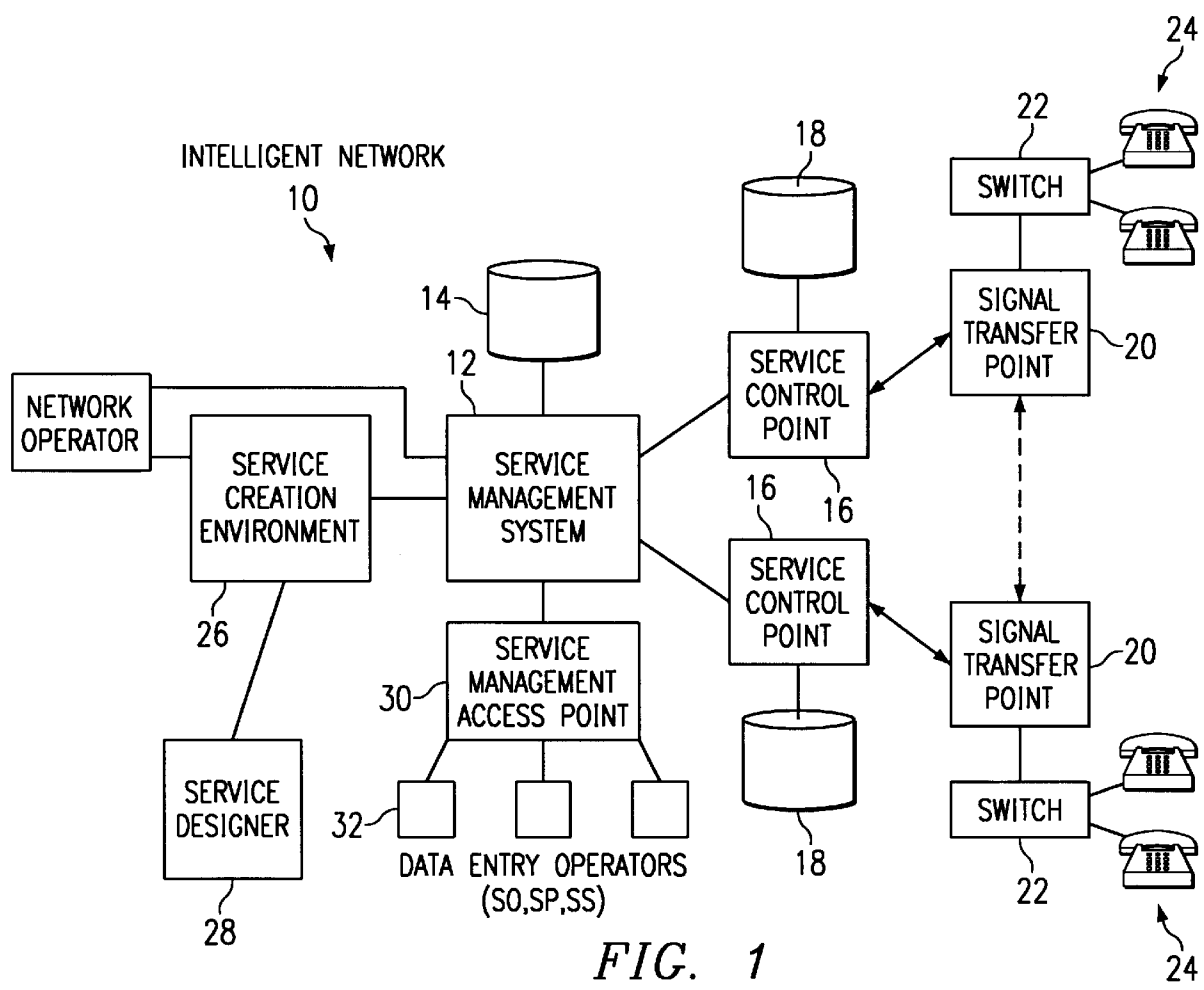 24
22
18
SWITCH
INTELLIGENT NETWORK
10
14
SIGNAL
TRANSFER
POINT
20
12
SERVICE
CONTROL
POINT
NETWORK
OPERATOR
SERVICE
CREATION
ENVIRONMENT
SERVICE
MANAGEMENT
SYSTEM
16
16
SERVICE
CONTROL
POINT
26
SERVICE
MANAGEMENT
ACCESS POINT
30
SIGNAL
TRANSFER
POINT
20
SERVICE
DESIGNER
32
DATA ENTRY OPERATORS
(SO,SP,SS)
SWITCH
18
22
28
24
FIG. 1